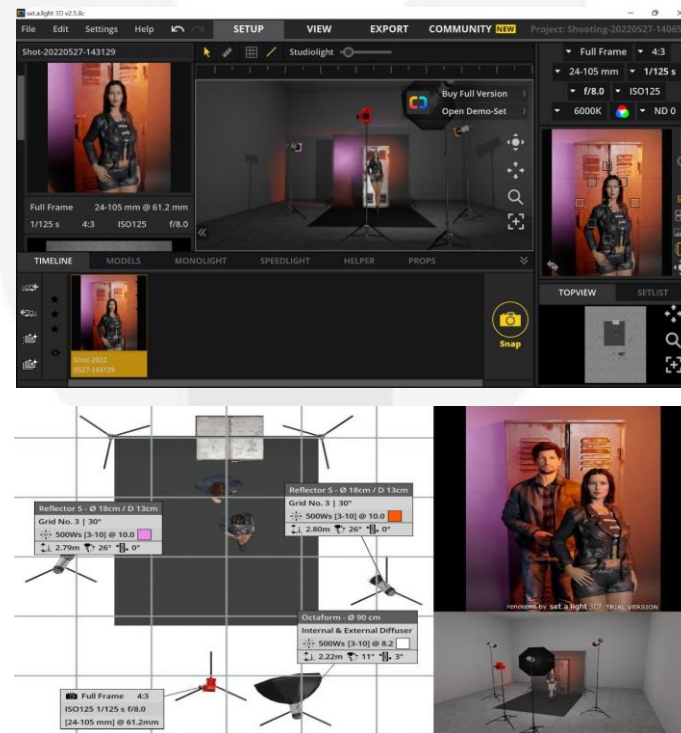 set.a.light 3D v2.5.8c
File Edit Settings Help SETUP VIEW EXPORT COMMUNITY NEW Project: Shooting-20220527-14065
Shot-20220527-143129
Studiolight
Buy Full Version
Open Demo-Set
Full Frame 4:3
24-105 mm 1/125 s
f/8.0 ISO125
6000K ND 0
Full Frame 24-105 mm @ 61.2 mm
1/125 s 4:3 ISO125 f/8.0
TIMELINE MODELS MONOLIGHT SPEEDLIGHT HELPER PROPS
TOPVIEW SETLIST
Snap
Shot-2022
0527-143129
Reflector S - Ø 18cm / D 13cm
Grid No. 3 | 30°
500Ws [3-10] @ 10.0
2.79m 26° 0°
Reflector S - Ø 18cm / D 13cm
Grid No. 3 | 30°
500Ws [3-10] @ 10.0
2.80m 26° 0°
Octaform - Ø 90 cm
Internal & External Diffuser
500Ws [3-10] @ 8.2
2.22m 11° 3°
Full Frame 4:3
ISO125 1/125 s f/8.0
[24-105 mm] @ 61.2mm
rendered by set.a.light 3D TRIAL VERSION